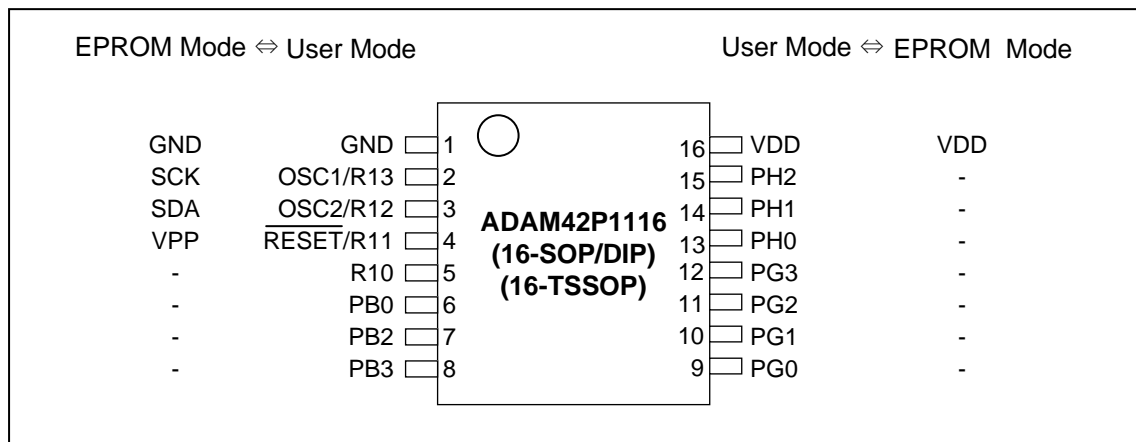 EPROM Mode ⇔ User Mode
User Mode ⇔ EPROM Mode
GND GND 1
SCK OSC1/R13 2
SDA OSC2/R12 3
VPP RESET/R11 4
- R10 5
- PB0 6
- PB2 7
- PB3 8
ADAM42P1116
(16-SOP/DIP)
(16-TSSOP)
16 VDD VDD
15 PH2 -
14 PH1 -
13 PH0 -
12 PG3 -
11 PG2 -
10 PG1 -
9 PG0 -